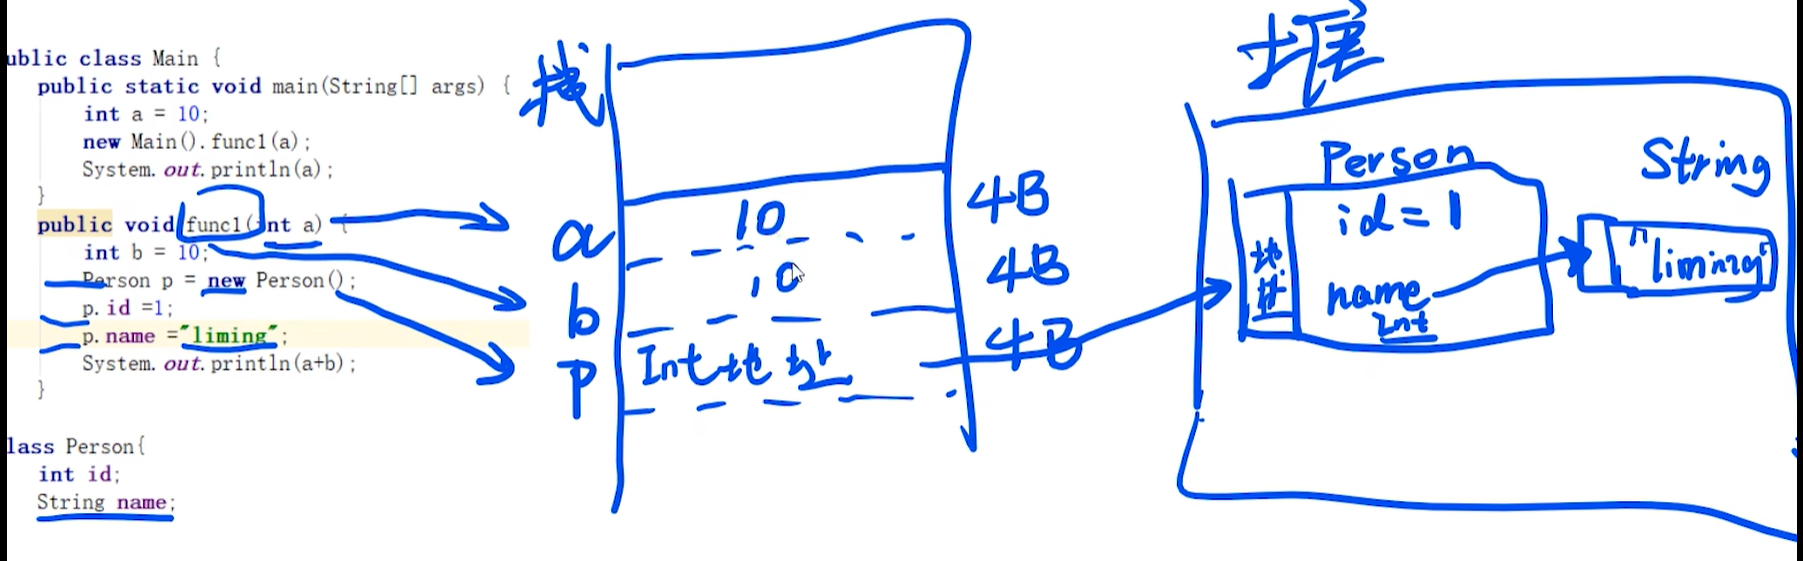 ublic class Main {
public static void main(String[] args) {
int a = 10;
new Main().func1(a);
System.out.println(a);
}
public void func1(int a) {
int b = 10;
Person p = new Person();
p.id =1;
p.name ="liming";
System.out.println(a+b);
}
lass Person{
int id;
String name;
栈
a 10 4B
b 10 4B
p Int地址 4B
堆
Person
id=1
name
Int
String
"liming"